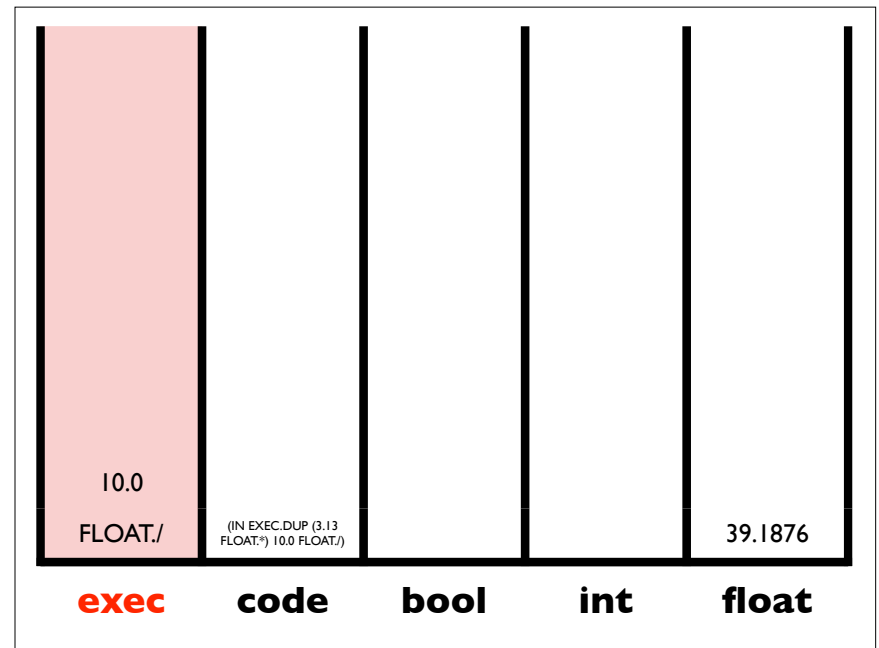 10.0
FLOAT./
(IN EXEC.DUP (3.13
FLOAT.*) 10.0 FLOAT./)
39.1876
exec code bool int float